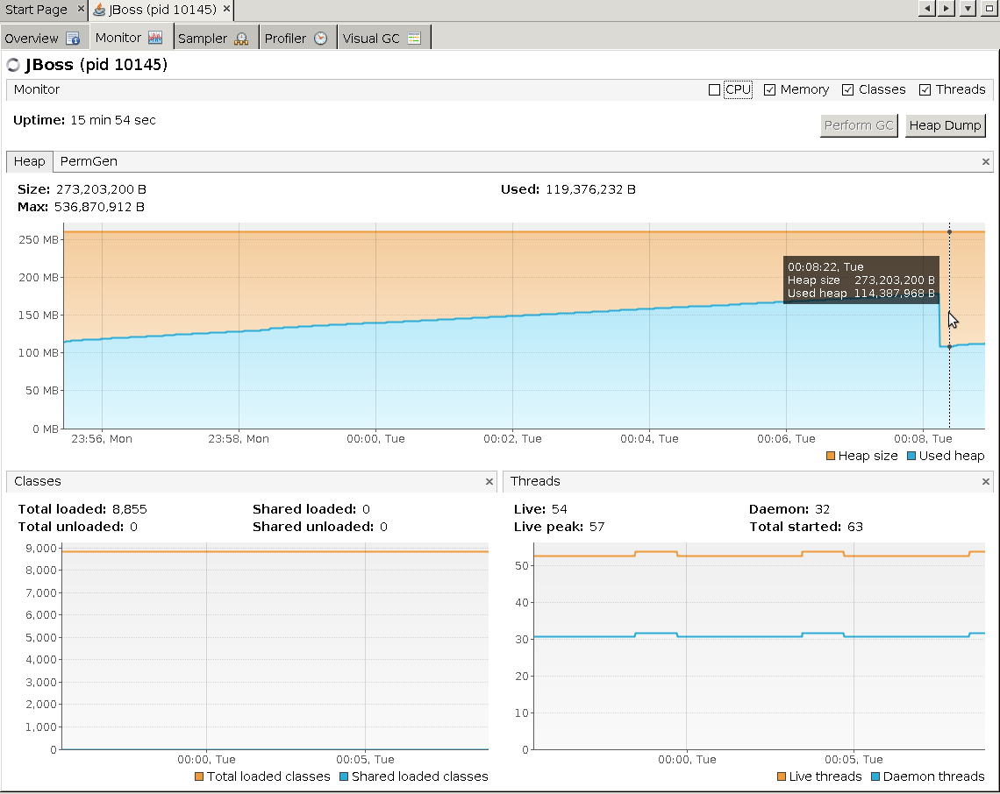 Start Page JBoss (pid 10145)
Overview Monitor Sampler Profiler Visual GC
JBoss (pid 10145)
Monitor CPU Memory Classes Threads
Uptime: 15 min 54 sec
Perform GC Heap Dump
Heap PermGen
Size: 273,203,200 B Used: 119,376,232 B
Max: 536,870,912 B
250 MB
200 MB
150 MB
100 MB
50 MB
0 MB
00:08:22, Tue
Heap size 273,203,200 B
Used heap 114,387,968 B
23:56, Mon 23:58, Mon 00:00, Tue 00:02, Tue 00:04, Tue 00:06, Tue 00:08, Tue
Heap size Used heap
Classes
Total loaded: 8,855 Shared loaded: 0
Total unloaded: 0 Shared unloaded: 0
9,000
8,000
7,000
6,000
5,000
4,000
3,000
2,000
1,000
0
00:00, Tue 00:05, Tue
Total loaded classes Shared loaded classes
Threads
Live: 54 Daemon: 32
Live peak: 57 Total started: 63
50
40
30
20
10
0
00:00, Tue 00:05, Tue
Live threads Daemon threads